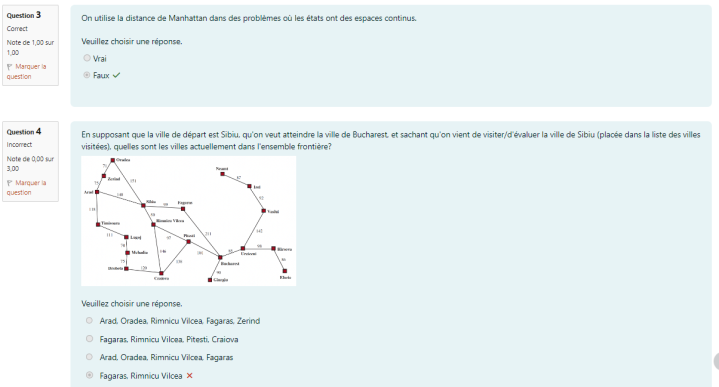 Question 3
Correct
Note de 1,00 sur
1,00
Marquer la
question
On utilise la distance de Manhattan dans des problèmes où les états ont des espaces continus.
Veuillez choisir une réponse.
Vrai
Faux
Question 4
Incorrect
Note de 0,00 sur
3,00
Marquer la
question
En supposant que la ville de départ est Sibiu, qu'on veut atteindre la ville de Bucharest, et sachant qu'on vient de visiter/d'évaluer la ville de Sibiu (placée dans la liste des villes
visitées), quelles sont les villes actuellement dans l'ensemble frontière?
Oradea
71
Neamt
Zerind
151
87
75
Iasi
Arad
140
92
Sibiu
99
Fagaras
118
Vaslui
80
Timisoara
Rimnicu Vilcea
111
Lugoj
97
Pitesti
211
142
70
98
Hirsova
Mehadia
146
101
85
Urziceni
75
138
86
Bucharest
Drobeta
120
90
Craiova
Giurgiu
Eforie
Veuillez choisir une réponse.
Arad, Oradea, Rimnicu Vilcea, Fagaras, Zerind
Fagaras, Rimnicu Vilcea, Pitesti, Craiova
Arad, Oradea, Rimnicu Vilcea, Fagaras
Fagaras, Rimnicu Vilcea